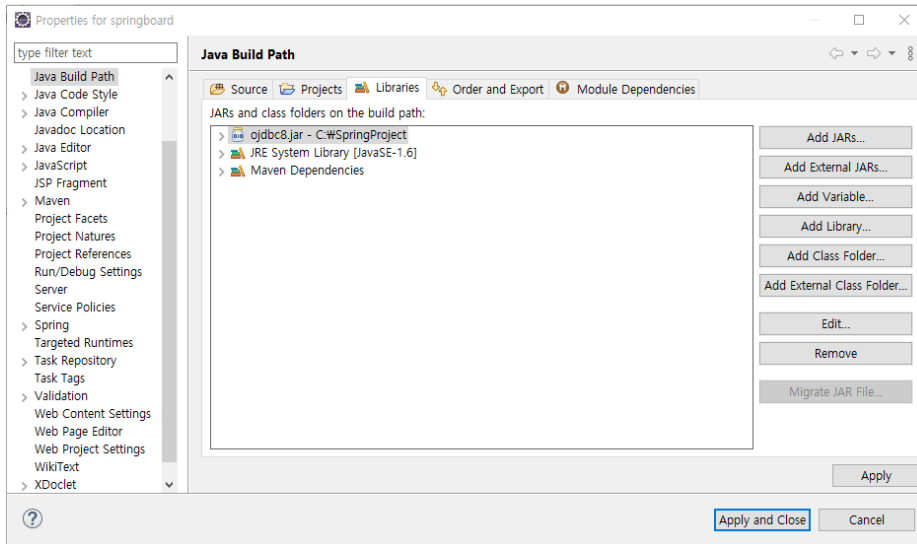 Properties for springboard
type filter text
Java Build Path
Java Code Style
Java Compiler
Javadoc Location
Java Editor
JavaScript
JSP Fragment
Maven
Project Facets
Project Natures
Project References
Run/Debug Settings
Server
Service Policies
Spring
Targeted Runtimes
Task Repository
Task Tags
Validation
Web Content Settings
Web Page Editor
Web Project Settings
WikiText
XDoclet
Java Build Path
Source Projects Libraries Order and Export Module Dependencies
JARs and class folders on the build path:
ojdbc8.jar - C:₩SpringProject
JRE System Library [JavaSE-1.6]
Maven Dependencies
Add JARs...
Add External JARs...
Add Variable...
Add Library...
Add Class Folder...
Add External Class Folder...
Edit...
Remove
Migrate JAR File...
Apply
Apply and Close Cancel